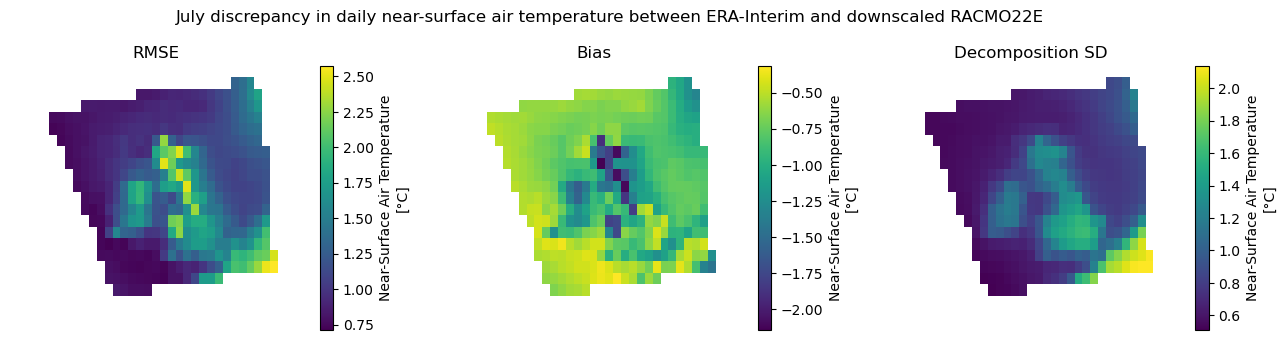 July discrepancy in daily near-surface air temperature between ERA-Interim and downscaled RACMO22E
RMSE
2.50
2.25
2.00
1.75
1.50
1.25
1.00
0.75
Near-Surface Air Temperature
[°C]
Bias
−0.50
−0.75
−1.00
−1.25
−1.50
−1.75
−2.00
Near-Surface Air Temperature
[°C]
Decomposition SD
2.0
1.8
1.6
1.4
1.2
1.0
0.8
0.6
Near-Surface Air Temperature
[°C]